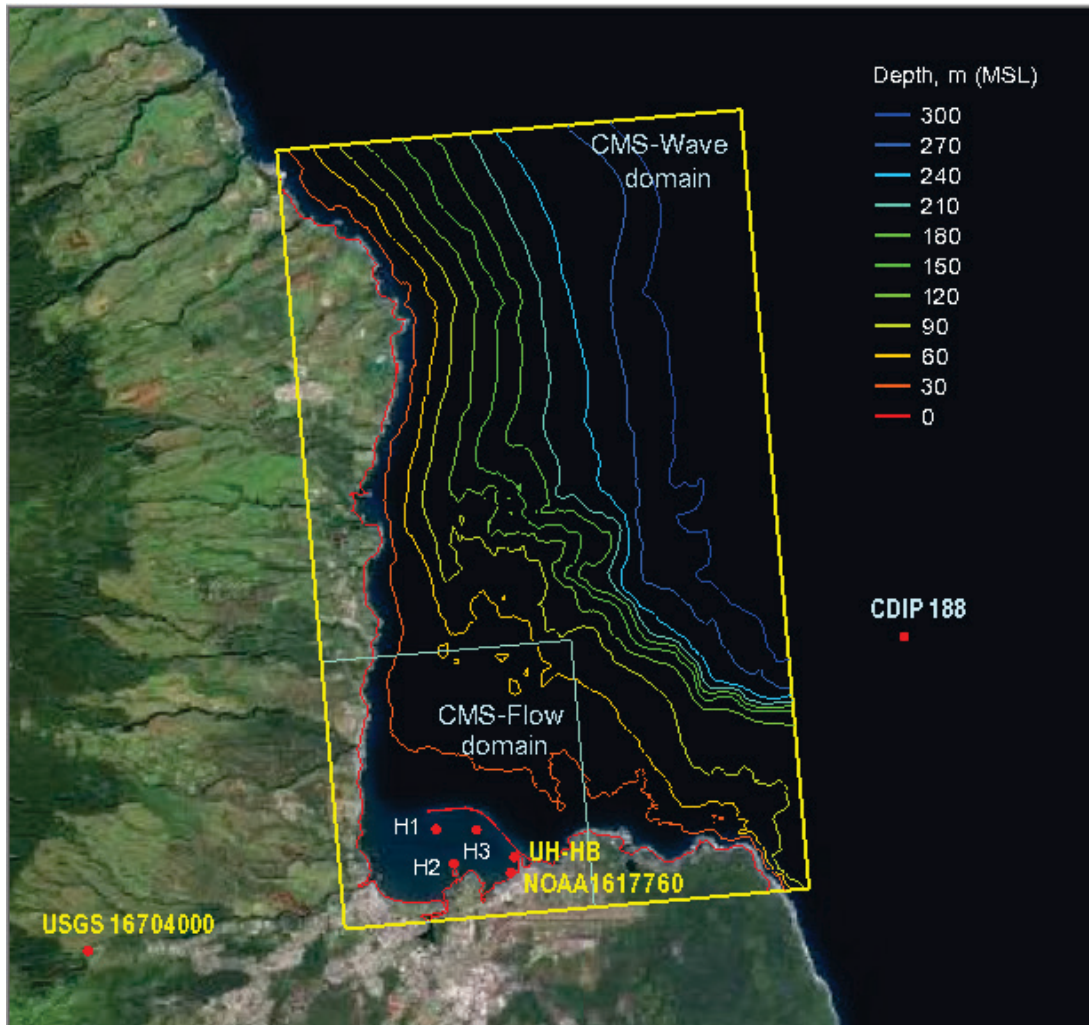 Depth, m (MSL)
300
270
240
210
180
150
120
90
60
30
0
CMS-Wave
domain
CDIP 188
CMS-Flow
domain
H1
H2
H3
UH-HB
NOAA1617760
USGS 16704000